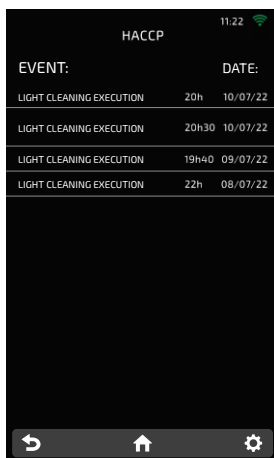 11:22
HACCP
EVENT: DATE:
LIGHT CLEANING EXECUTION 20h 10/07/22
LIGHT CLEANING EXECUTION 20h30 10/07/22
LIGHT CLEANING EXECUTION 19h40 09/07/22
LIGHT CLEANING EXECUTION 22h 08/07/22